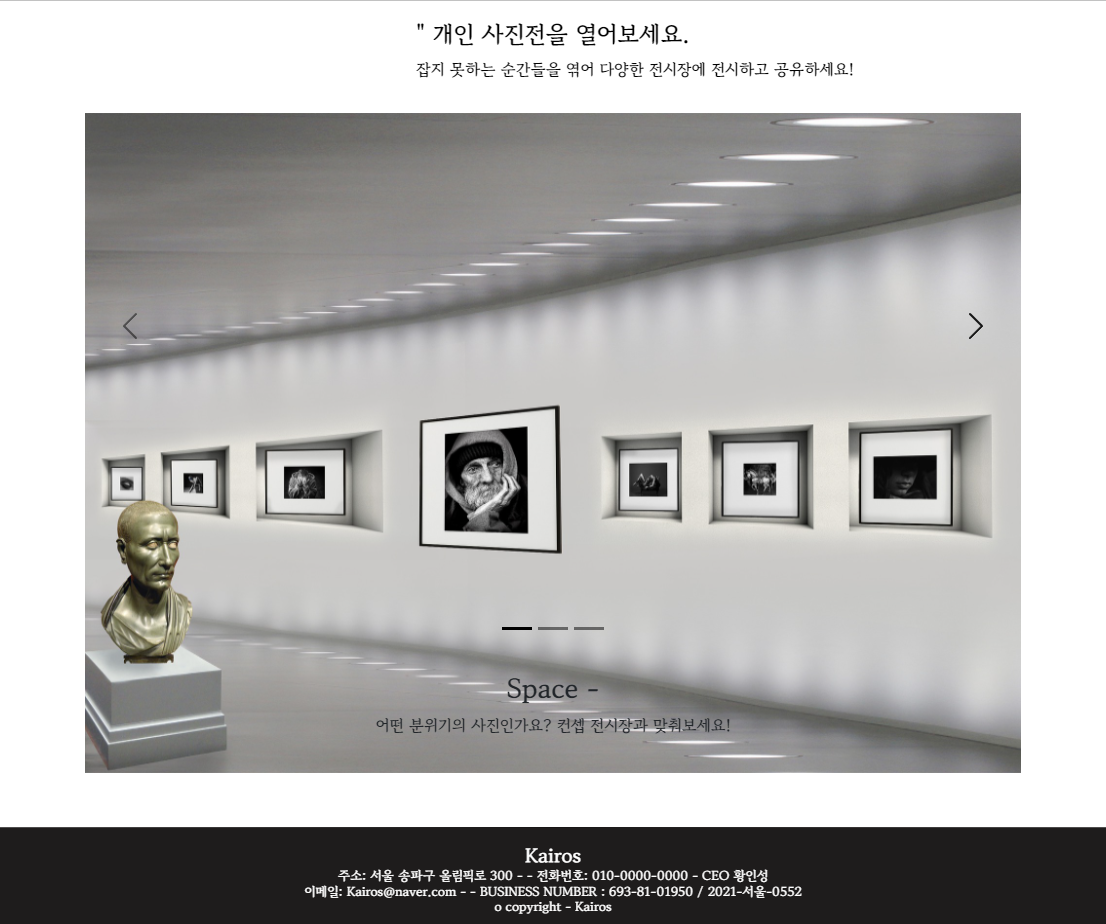 " 개인 사진전을 열어보세요.
잡지 못하는 순간들을 엮어 다양한 전시장에 전시하고 공유하세요!
Space -
어떤 분위기의 사진인가요? 컨셉 전시장과 맞춰보세요!
Kairos
주소: 서울 송파구 올림픽로 300 - - 전화번호: 010-0000-0000 - CEO 황인성
이메일: Kairos@naver.com - - BUSINESS NUMBER : 693-81-01950 / 2021-서울-0552
o copyright - Kairos